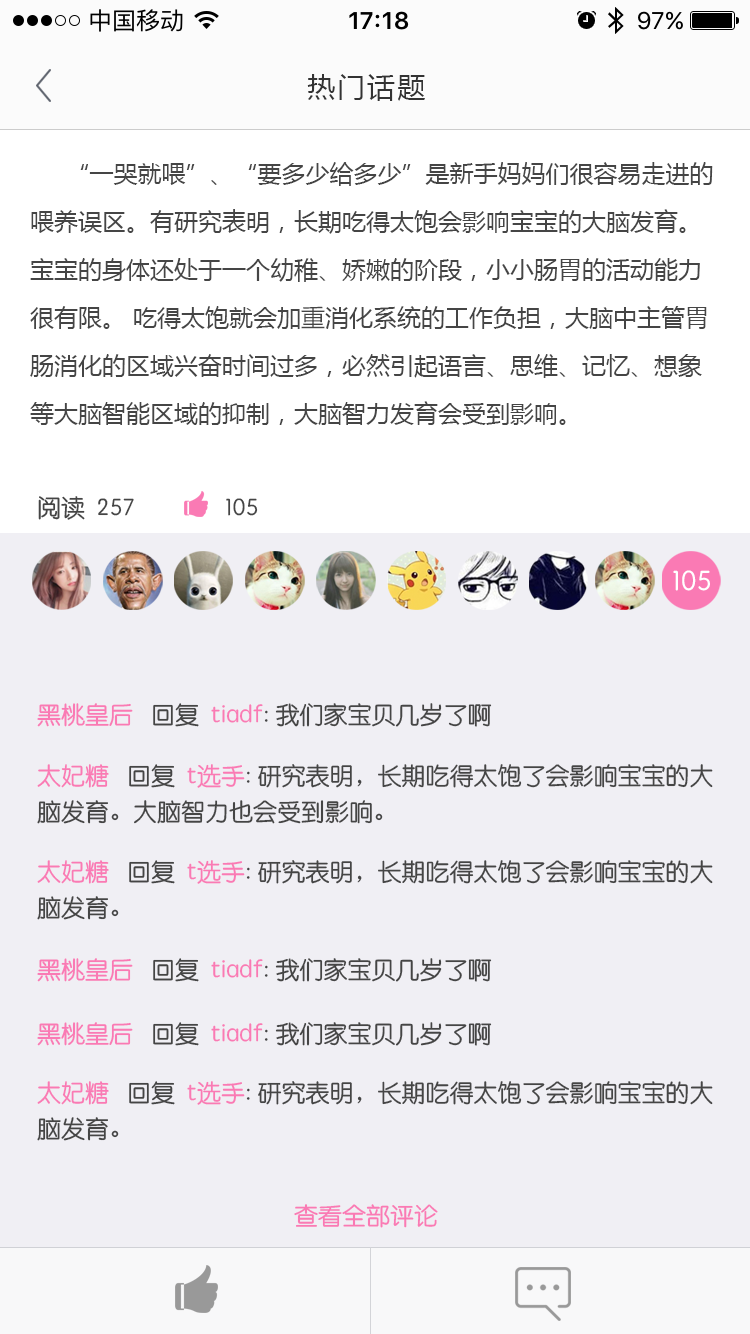 中国移动 17:18 97%
热门话题
“一哭就喂”、“要多少给多少”是新手妈妈们很容易走进的
喂养误区。有研究表明，长期吃得太饱会影响宝宝的大脑发育。
宝宝的身体还处于一个幼稚、娇嫩的阶段，小小肠胃的活动能力
很有限。 吃得太饱就会加重消化系统的工作负担，大脑中主管胃
肠消化的区域兴奋时间过多，必然引起语言、思维、记忆、想象
等大脑智能区域的抑制，大脑智力发育会受到影响。
阅读 257 105
105
黑桃皇后 回复 tiadf: 我们家宝贝几岁了啊
太妃糖 回复 t选手: 研究表明，长期吃得太饱了会影响宝宝的大
脑发育。大脑智力也会受到影响。
太妃糖 回复 t选手: 研究表明，长期吃得太饱了会影响宝宝的大
脑发育。
黑桃皇后 回复 tiadf: 我们家宝贝几岁了啊
黑桃皇后 回复 tiadf: 我们家宝贝几岁了啊
太妃糖 回复 t选手: 研究表明，长期吃得太饱了会影响宝宝的大
脑发育。
查看全部评论